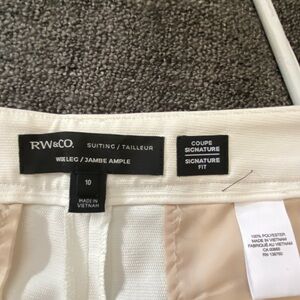 RW&CO. SUITING / TAILLEUR
WIDE LEG / JAMBE AMPLE
10
MADE IN
VIETNAM
COUPE
SIGNATURE
SIGNATURE
FIT
100% POLYESTER
MADE IN VIETNAM
FABRIQUÉ AU VIETNAM